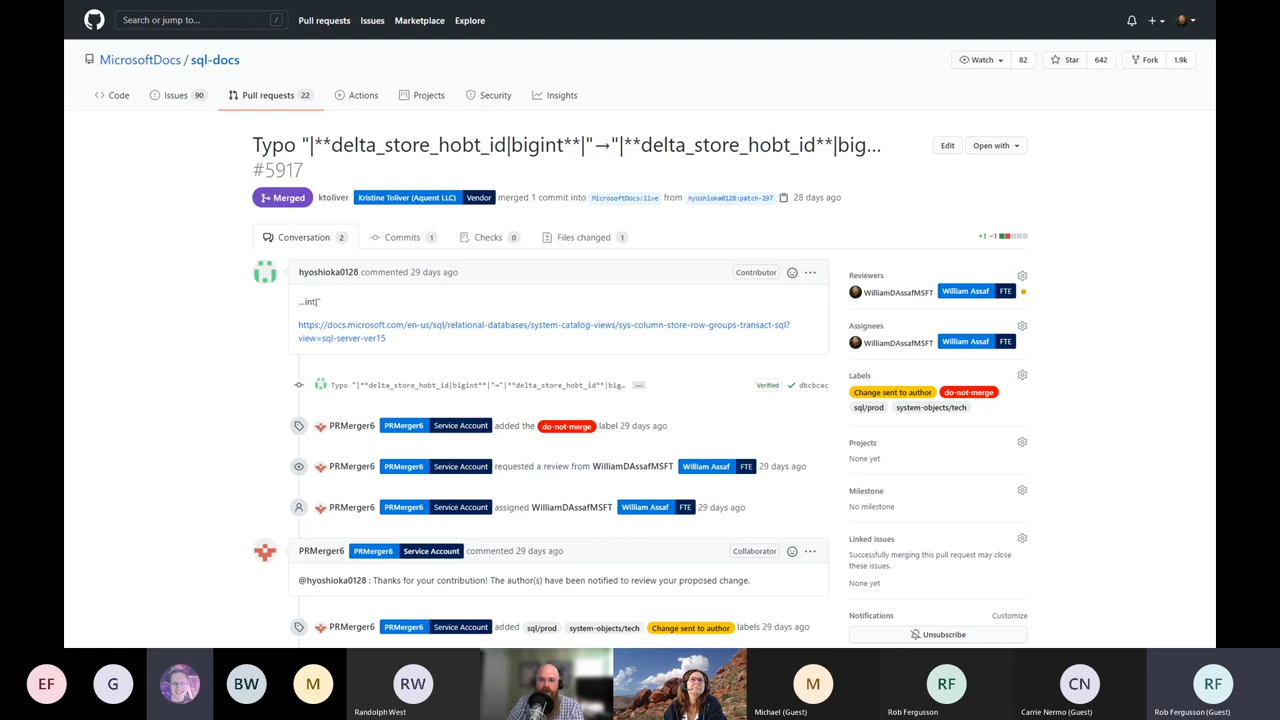 Search or jump to... / Pull requests Issues Marketplace Explore
MicrosoftDocs / sql-docs Watch 82 Star 642 Fork 1.9k
Code Issues 90 Pull requests 22 Actions Projects Security Insights
Typo "|**delta_store_hobt_id|bigint**|"→"|**delta_store_hobt_id**|big... Edit Open with
#5917
Merged ktoliver Kristine Toliver (Aquent LLC) Vendor merged 1 commit into MicrosoftDocs:live from hyoshioka0128:patch-297 28 days ago
Conversation 2 Commits 1 Checks 0 Files changed 1 +1 −1
hyoshioka0128 commented 29 days ago Contributor
...int|"
https://docs.microsoft.com/en-us/sql/relational-databases/system-catalog-views/sys-column-store-row-groups-transact-sql?
view=sql-server-ver15
Typo "|**delta_store_hobt_id|bigint**|"→"|**delta_store_hobt_id**|big… ... Verified dbcbcac
PRMerger6 PRMerger6 Service Account added the do-not-merge label 29 days ago
PRMerger6 PRMerger6 Service Account requested a review from WilliamDAssafMSFT William Assaf FTE 29 days ago
PRMerger6 PRMerger6 Service Account assigned WilliamDAssafMSFT William Assaf FTE 29 days ago
PRMerger6 PRMerger6 Service Account commented 29 days ago Collaborator
@hyoshioka0128 : Thanks for your contribution! The author(s) have been notified to review your proposed change.
PRMerger6 PRMerger6 Service Account added sql/prod system-objects/tech Change sent to author labels 29 days ago
Reviewers
WilliamDAssafMSFT William Assaf FTE
Assignees
WilliamDAssafMSFT William Assaf FTE
Labels
Change sent to author do-not-merge
sql/prod system-objects/tech
Projects
None yet
Milestone
No milestone
Linked issues
Successfully merging this pull request may close
these issues.
None yet
Notifications Customize
Unsubscribe
EF G BW M RW M RF CN RF
Randolph West Michael (Guest) Rob Fergusson Carrie Nermo (Guest) Rob Fergusson (Guest)